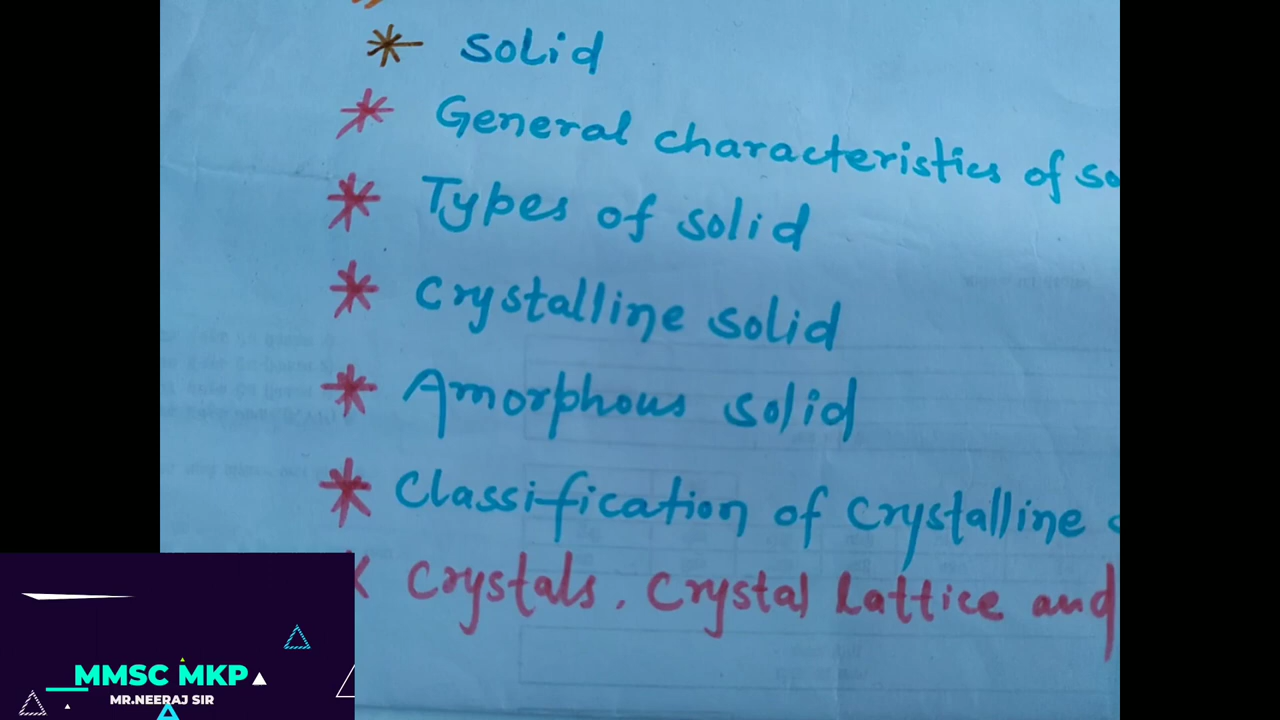 * Solid
* General characteristics of so
* Types of solid
* Crystalline solid
* Amorphous solid
* Classification of crystalline
* Crystals, Crystal Lattice and
MMSC MKP
MR.NEERAJ SIR